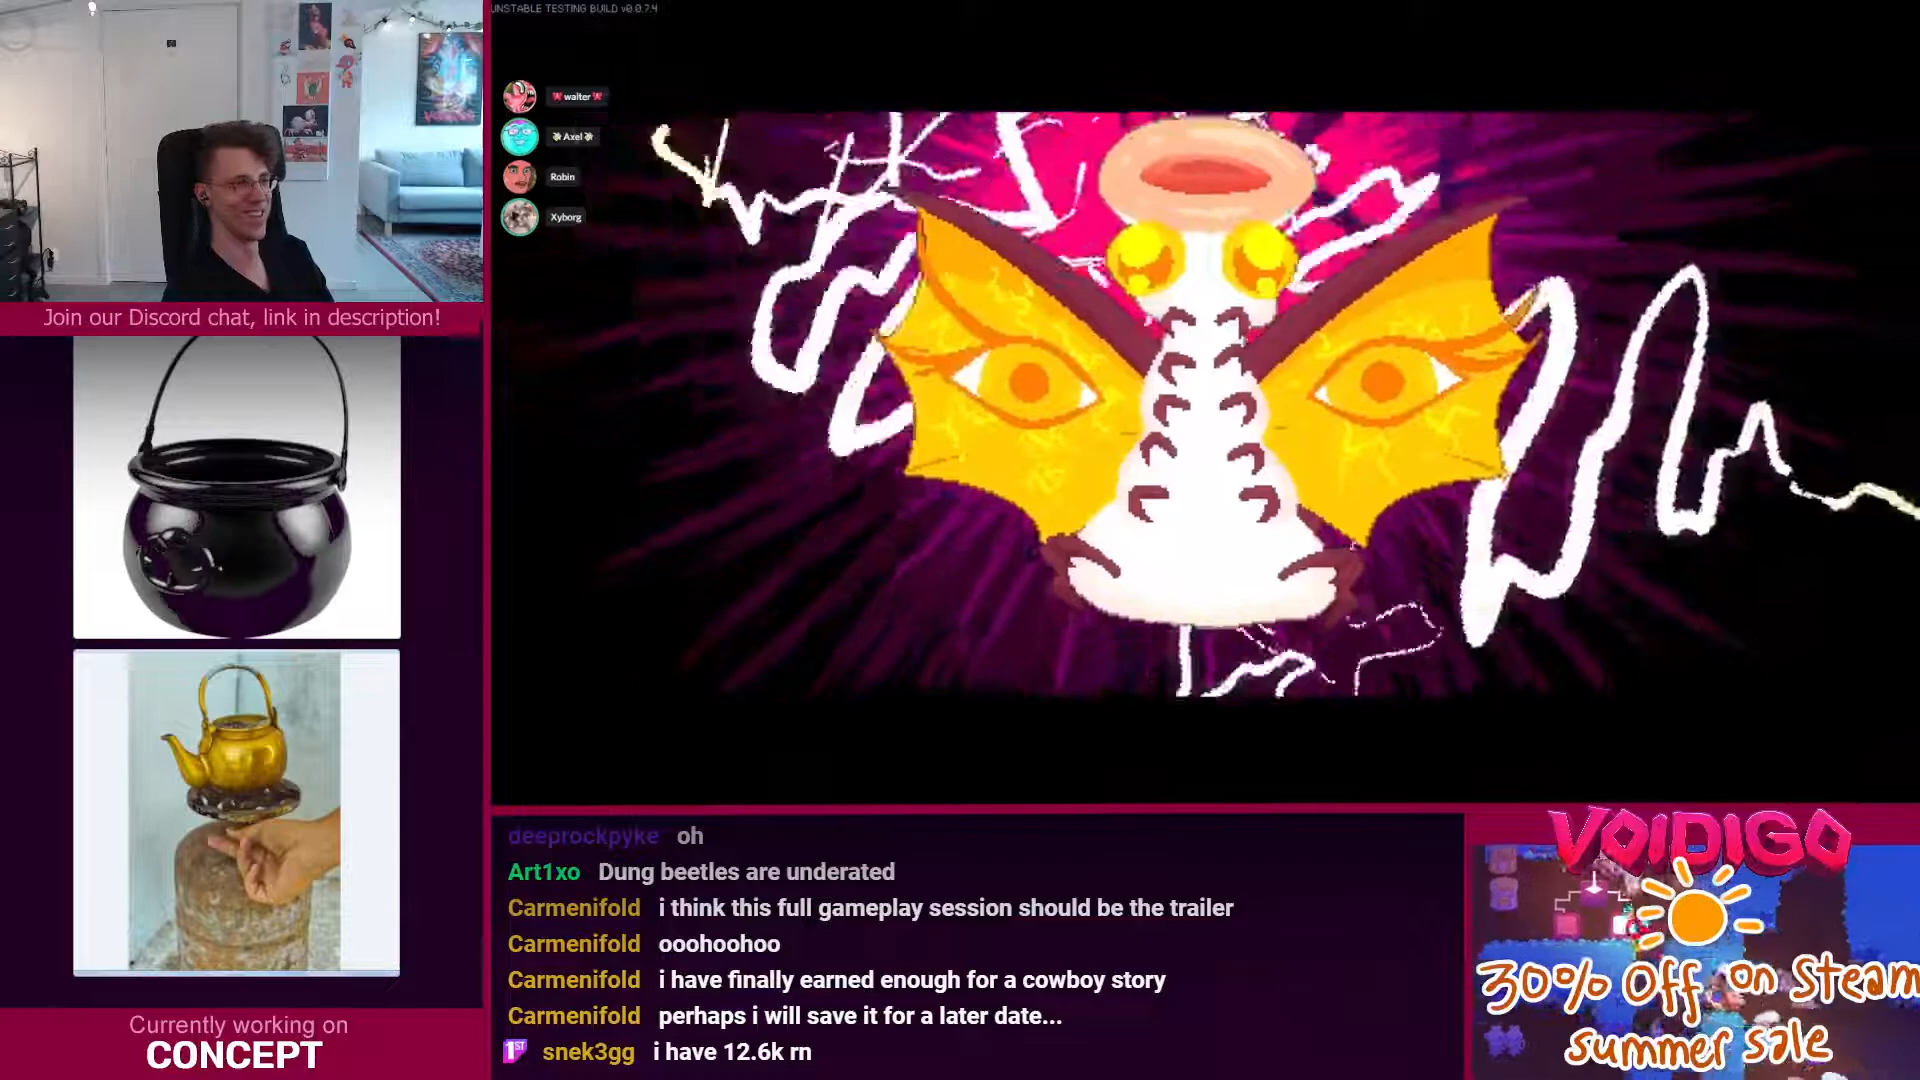 UNSTABLE TESTING BUILD v0.0.7.4
walter
Axel
Robin
Xyborg
Join our Discord chat, link in description!
deeprockpyke oh
Art1xo Dung beetles are underated
Carmenifold i think this full gameplay session should be the trailer
Carmenifold ooohoohoo
Carmenifold i have finally earned enough for a cowboy story
Carmenifold perhaps i will save it for a later date...
1ST snek3gg i have 12.6k rn
Currently working on
CONCEPT
VOIDIGO
30% Off on Steam
summer sale